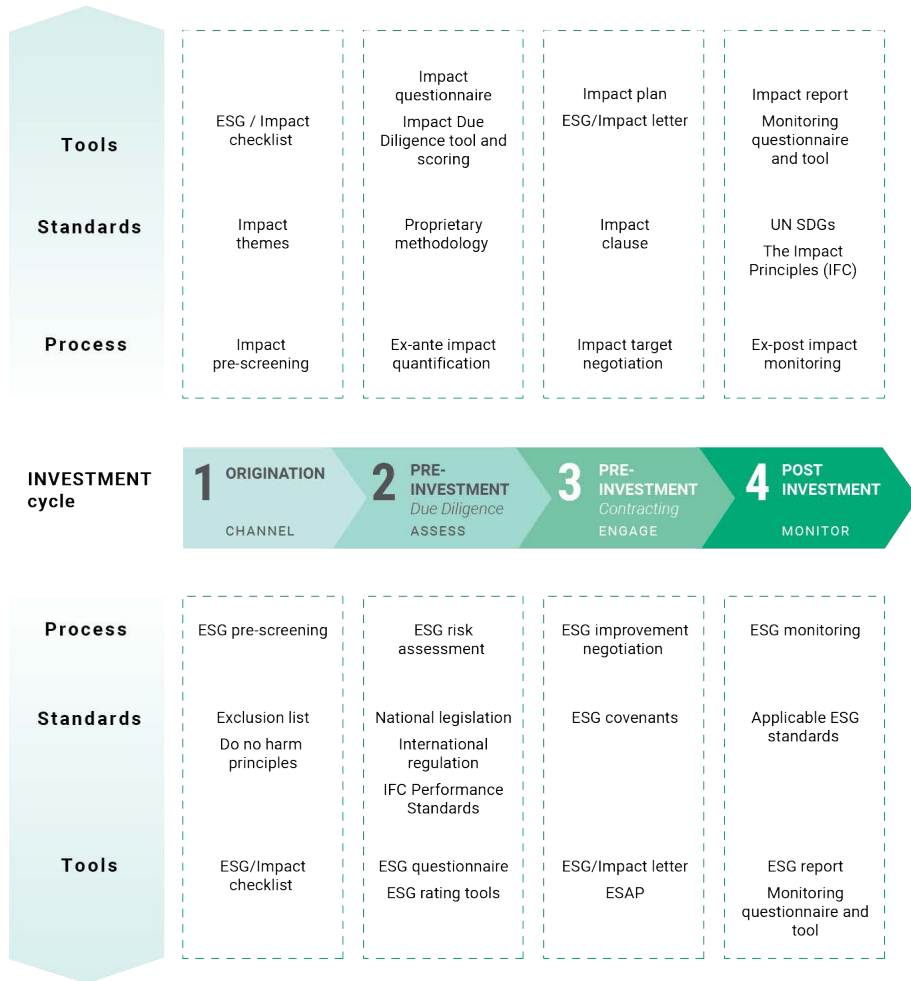 Tools
ESG / Impact
checklist
Impact
questionnaire
Impact Due
Diligence tool and
scoring
Impact plan
ESG/Impact letter
Impact report
Monitoring
questionnaire
and tool
Standards
Impact
themes
Proprietary
methodology
Impact
clause
UN SDGs
The Impact
Principles (IFC)
Process
Impact
pre-screening
Ex-ante impact
quantification
Impact target
negotiation
Ex-post impact
monitoring
INVESTMENT
cycle
1 ORIGINATION
CHANNEL
2 PRE-
INVESTMENT
Due Diligence
ASSESS
3 PRE-
INVESTMENT
Contracting
ENGAGE
4 POST
INVESTMENT
MONITOR
Process
ESG pre-screening
ESG risk
assessment
ESG improvement
negotiation
ESG monitoring
Standards
Exclusion list
Do no harm
principles
National legislation
International
regulation
IFC Performance
Standards
ESG covenants
Applicable ESG
standards
Tools
ESG/Impact
checklist
ESG questionnaire
ESG rating tools
ESG/Impact letter
ESAP
ESG report
Monitoring
questionnaire and
tool